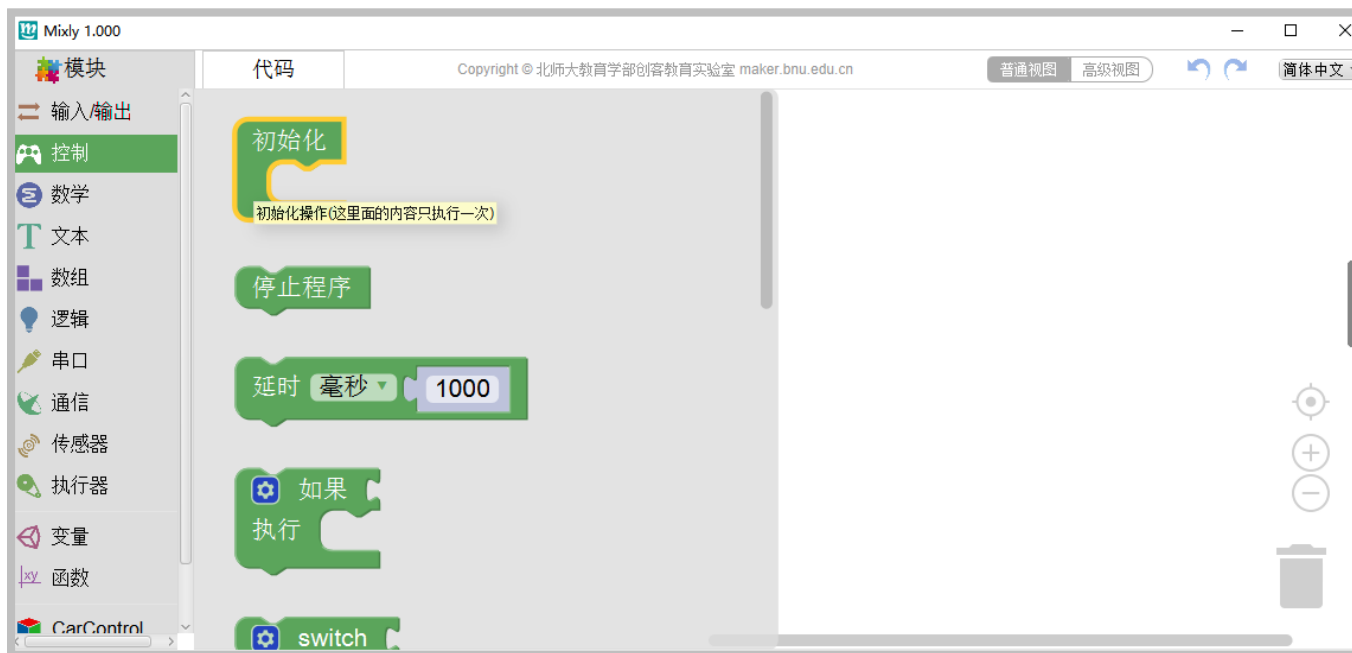 Mixly 1.000
模块
代码
Copyright © 北师大教育学部创客教育实验室 maker.bnu.edu.cn
普通视图 高级视图
简体中文
输入/输出
控制
数学
文本
数组
逻辑
串口
通信
传感器
执行器
变量
xy 函数
CarControl
初始化
初始化操作(这里面的内容只执行一次)
停止程序
延时 毫秒 1000
如果
执行
switch